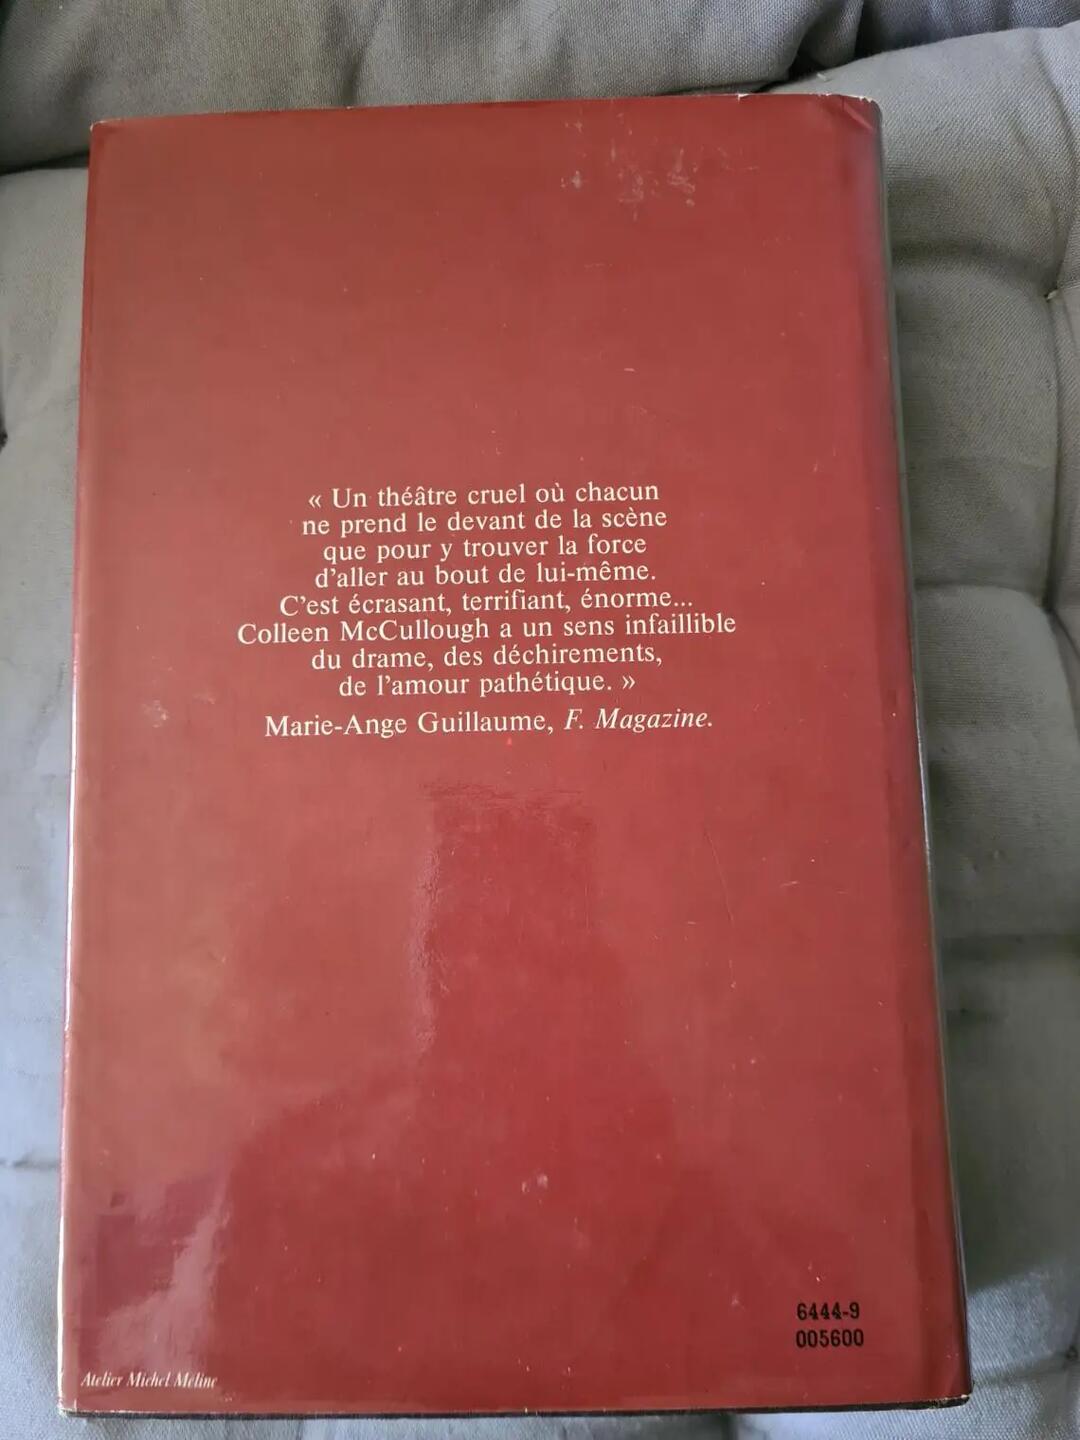 « Un théâtre cruel où chacun
ne prend le devant de la scène
que pour y trouver la force
d'aller au bout de lui-même.
C'est écrasant, terrifiant, énorme...
Colleen McCullough a un sens infaillible
du drame, des déchirements,
de l'amour pathétique. »
Marie-Ange Guillaume, F. Magazine.
6444-9
005600
Atelier Michel Méline